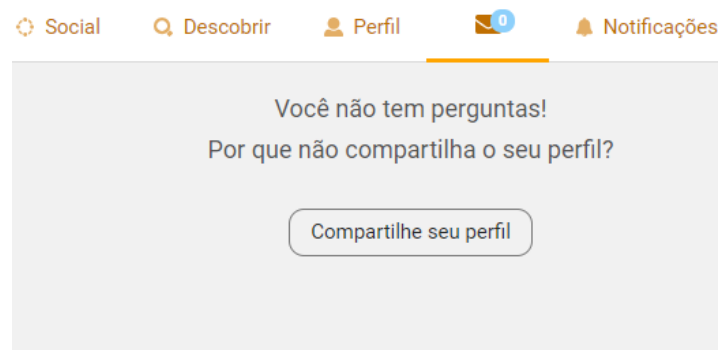 Social Descobrir Perfil 0 Notificações
Você não tem perguntas!
Por que não compartilha o seu perfil?
Compartilhe seu perfil